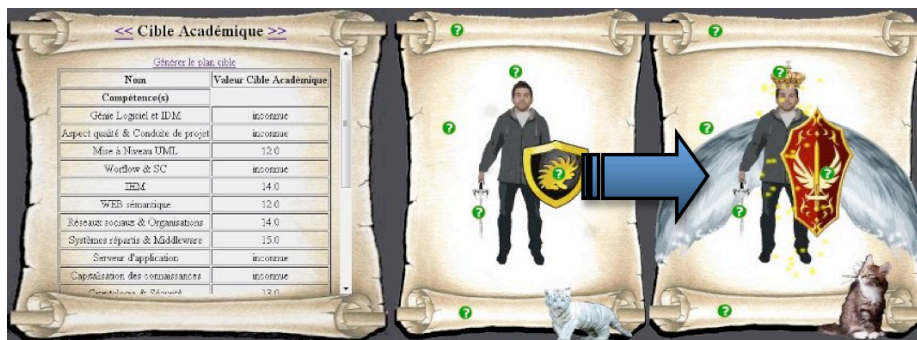 << Cible Académique >>
Générer le plan cible
Nom Valeur Cible Académique
Compétence(s)
Génie Logiciel et IDM inconnue
Aspect qualité & Conduite de projet inconnue
Mise à Niveau UML 12.0
Worflow & SC inconnue
IHM 14.0
WEB sémantique 12.0
Réseaux sociaux & Organisations 14.0
Systèmes répartis & Middleware 15.0
Serveur d'application inconnue
Capitalisation des connaissances inconnue
Cryptologie & Sécurité 13.0
?
?
?
?
?
?
?
?
?
?
?
?